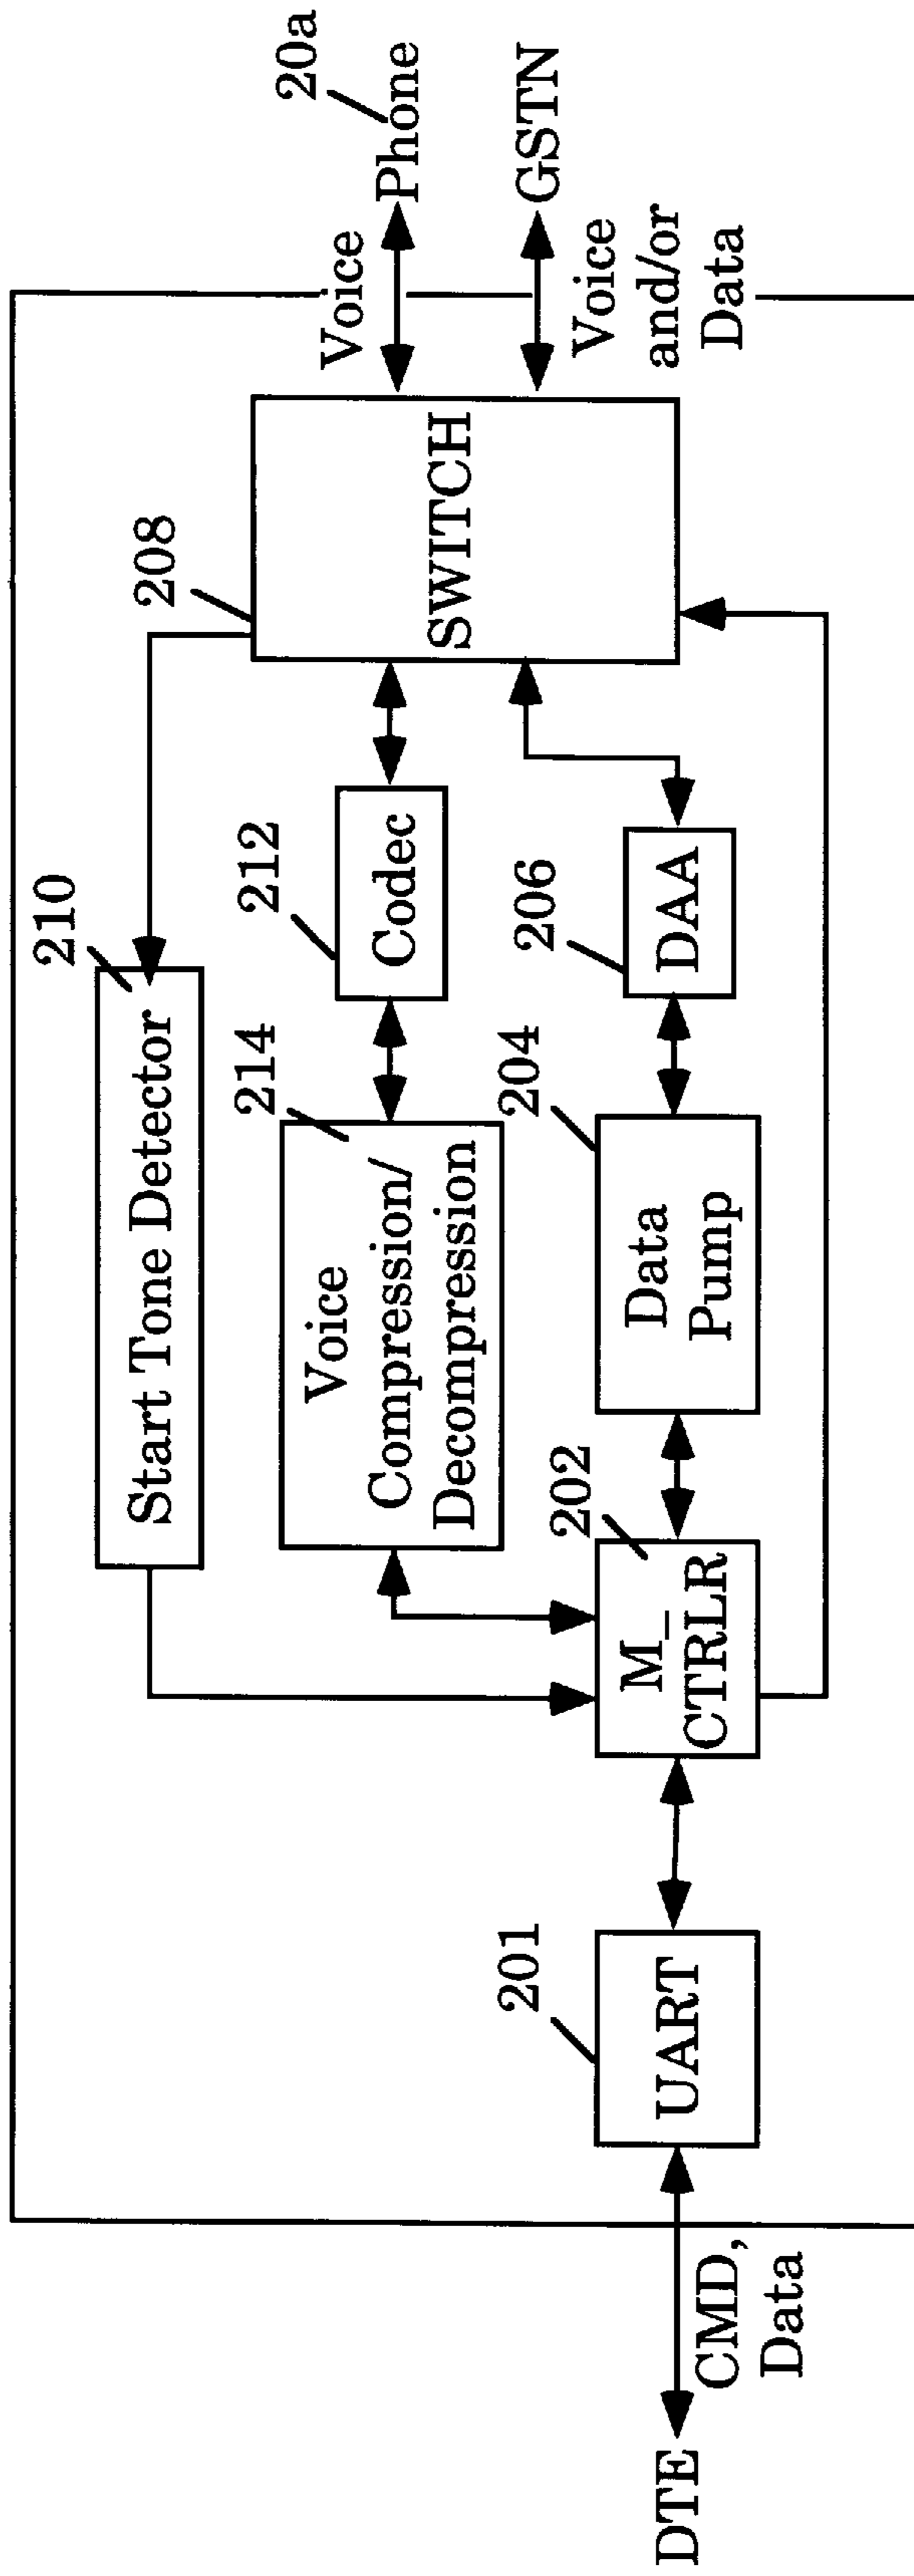 210
Start Tone Detector
208
20a
Phone
Voice
GSTN
Voice
and/or
Data
SWITCH
212
Codec
214
Voice
Compression/
Decompression
206
DAA
204
Data
Pump
202
M_
CTRLR
201
UART
DTE
CMD,
Data